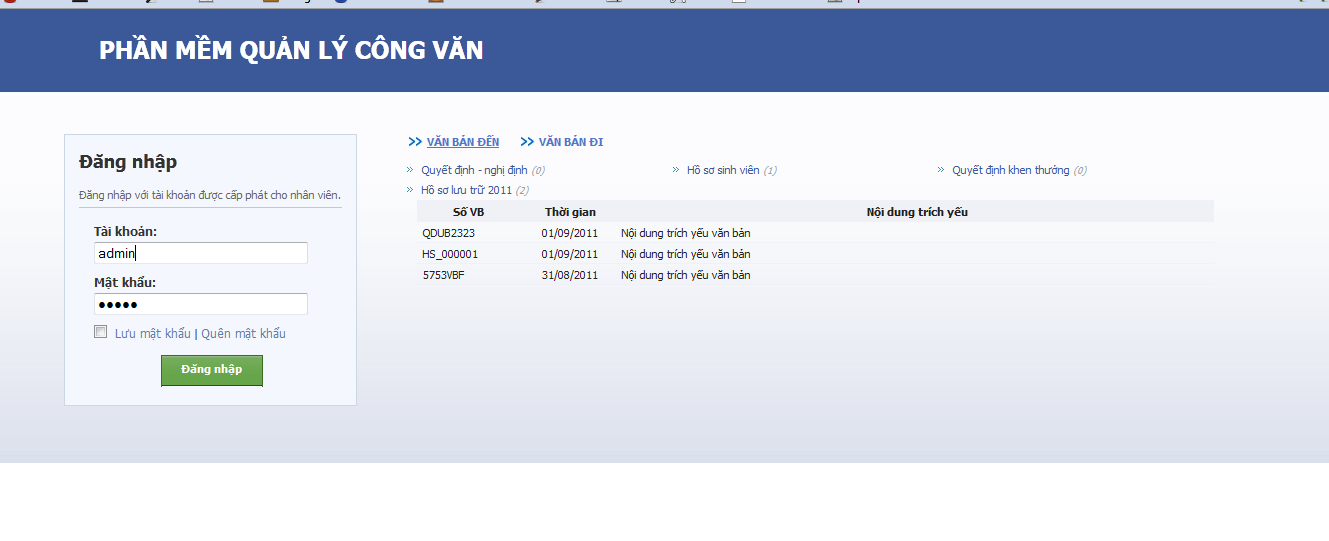 PHẦN MỀM QUẢN LÝ CÔNG VĂN
Đăng nhập
Đăng nhập với tài khoản được cấp phát cho nhân viên.
Tài khoản:
admin
Mật khẩu:
●●●●●
Lưu mật khẩu | Quên mật khẩu
Đăng nhập
VĂN BẢN ĐẾN VĂN BẢN ĐI
Quyết định - nghị định (0) Hồ sơ sinh viên (1) Quyết định khen thưởng (0)
Hồ sơ lưu trữ 2011 (2)
Số VB Thời gian Nội dung trích yếu
QDUB2323 01/09/2011 Nội dung trích yếu văn bản
HS_000001 01/09/2011 Nội dung trích yếu văn bản
5753VBF 31/08/2011 Nội dung trích yếu văn bản